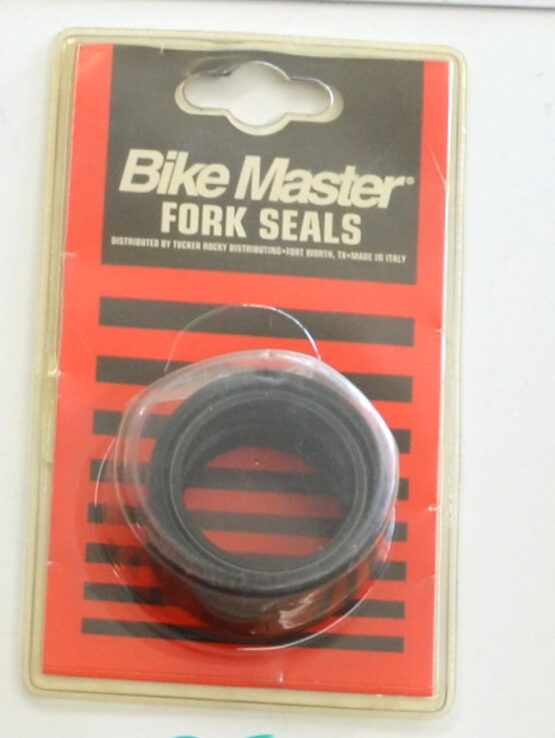 Bike Master®
FORK SEALS
DISTRIBUTED BY TUCKER ROCKY DISTRIBUTING•FORT WORTH, TX•MADE IN ITALY